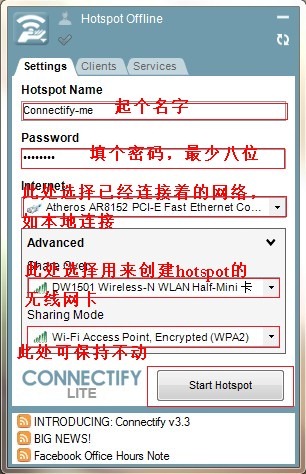 Hotspot Offline
Settings
Clients
Services
Hotspot Name
Connectify-me
起个名字
Password
填个密码，最少八位
Internet
此处选择已经连接着的网络，
Atheros AR8152 PCI-E Fast Ethernet Co...
如本地连接
Advanced
Share Over
此处选择用来创建hotspot的
DW1501 Wireless-N WLAN Half-Mini 卡
无线网卡
Sharing Mode
Wi-Fi Access Point, Encrypted (WPA2)
此处可保持不动
CONNECTIFY
LITE
Start Hotspot
INTRODUCING: Connectify v3.3
BIG NEWS!
Facebook Office Hours Note